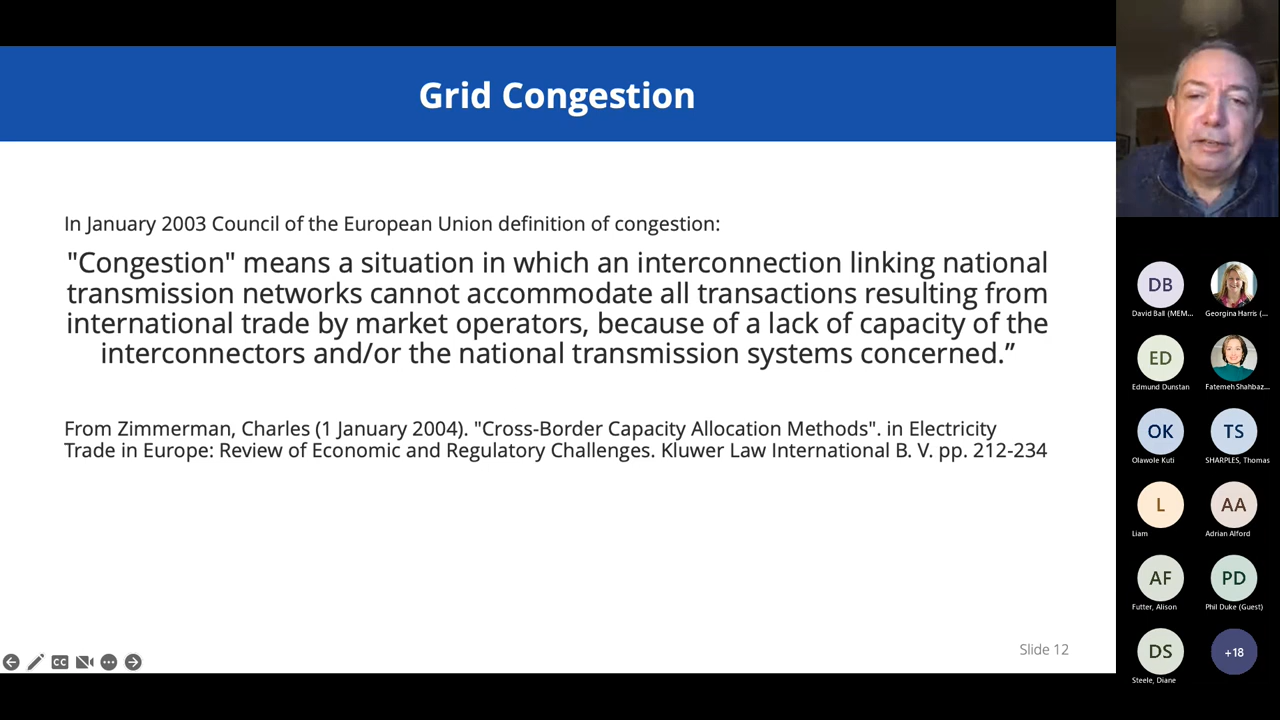 Grid Congestion
In January 2003 Council of the European Union definition of congestion:
"Congestion" means a situation in which an interconnection linking national
transmission networks cannot accommodate all transactions resulting from
international trade by market operators, because of a lack of capacity of the
interconnectors and/or the national transmission systems concerned.”
From Zimmerman, Charles (1 January 2004). "Cross-Border Capacity Allocation Methods". in Electricity
Trade in Europe: Review of Economic and Regulatory Challenges. Kluwer Law International B. V. pp. 212-234
Slide 12
CC
DB
David Ball (MEM...
Georgina Harris (...
ED
Edmund Dunstan
Fatemeh Shahbaz...
OK
Olawole Kuti
TS
SHARPLES, Thomas
L
Liam
AA
Adrian Alford
AF
Futter, Alison
PD
Phil Duke (Guest)
DS
Steele, Diane
+18